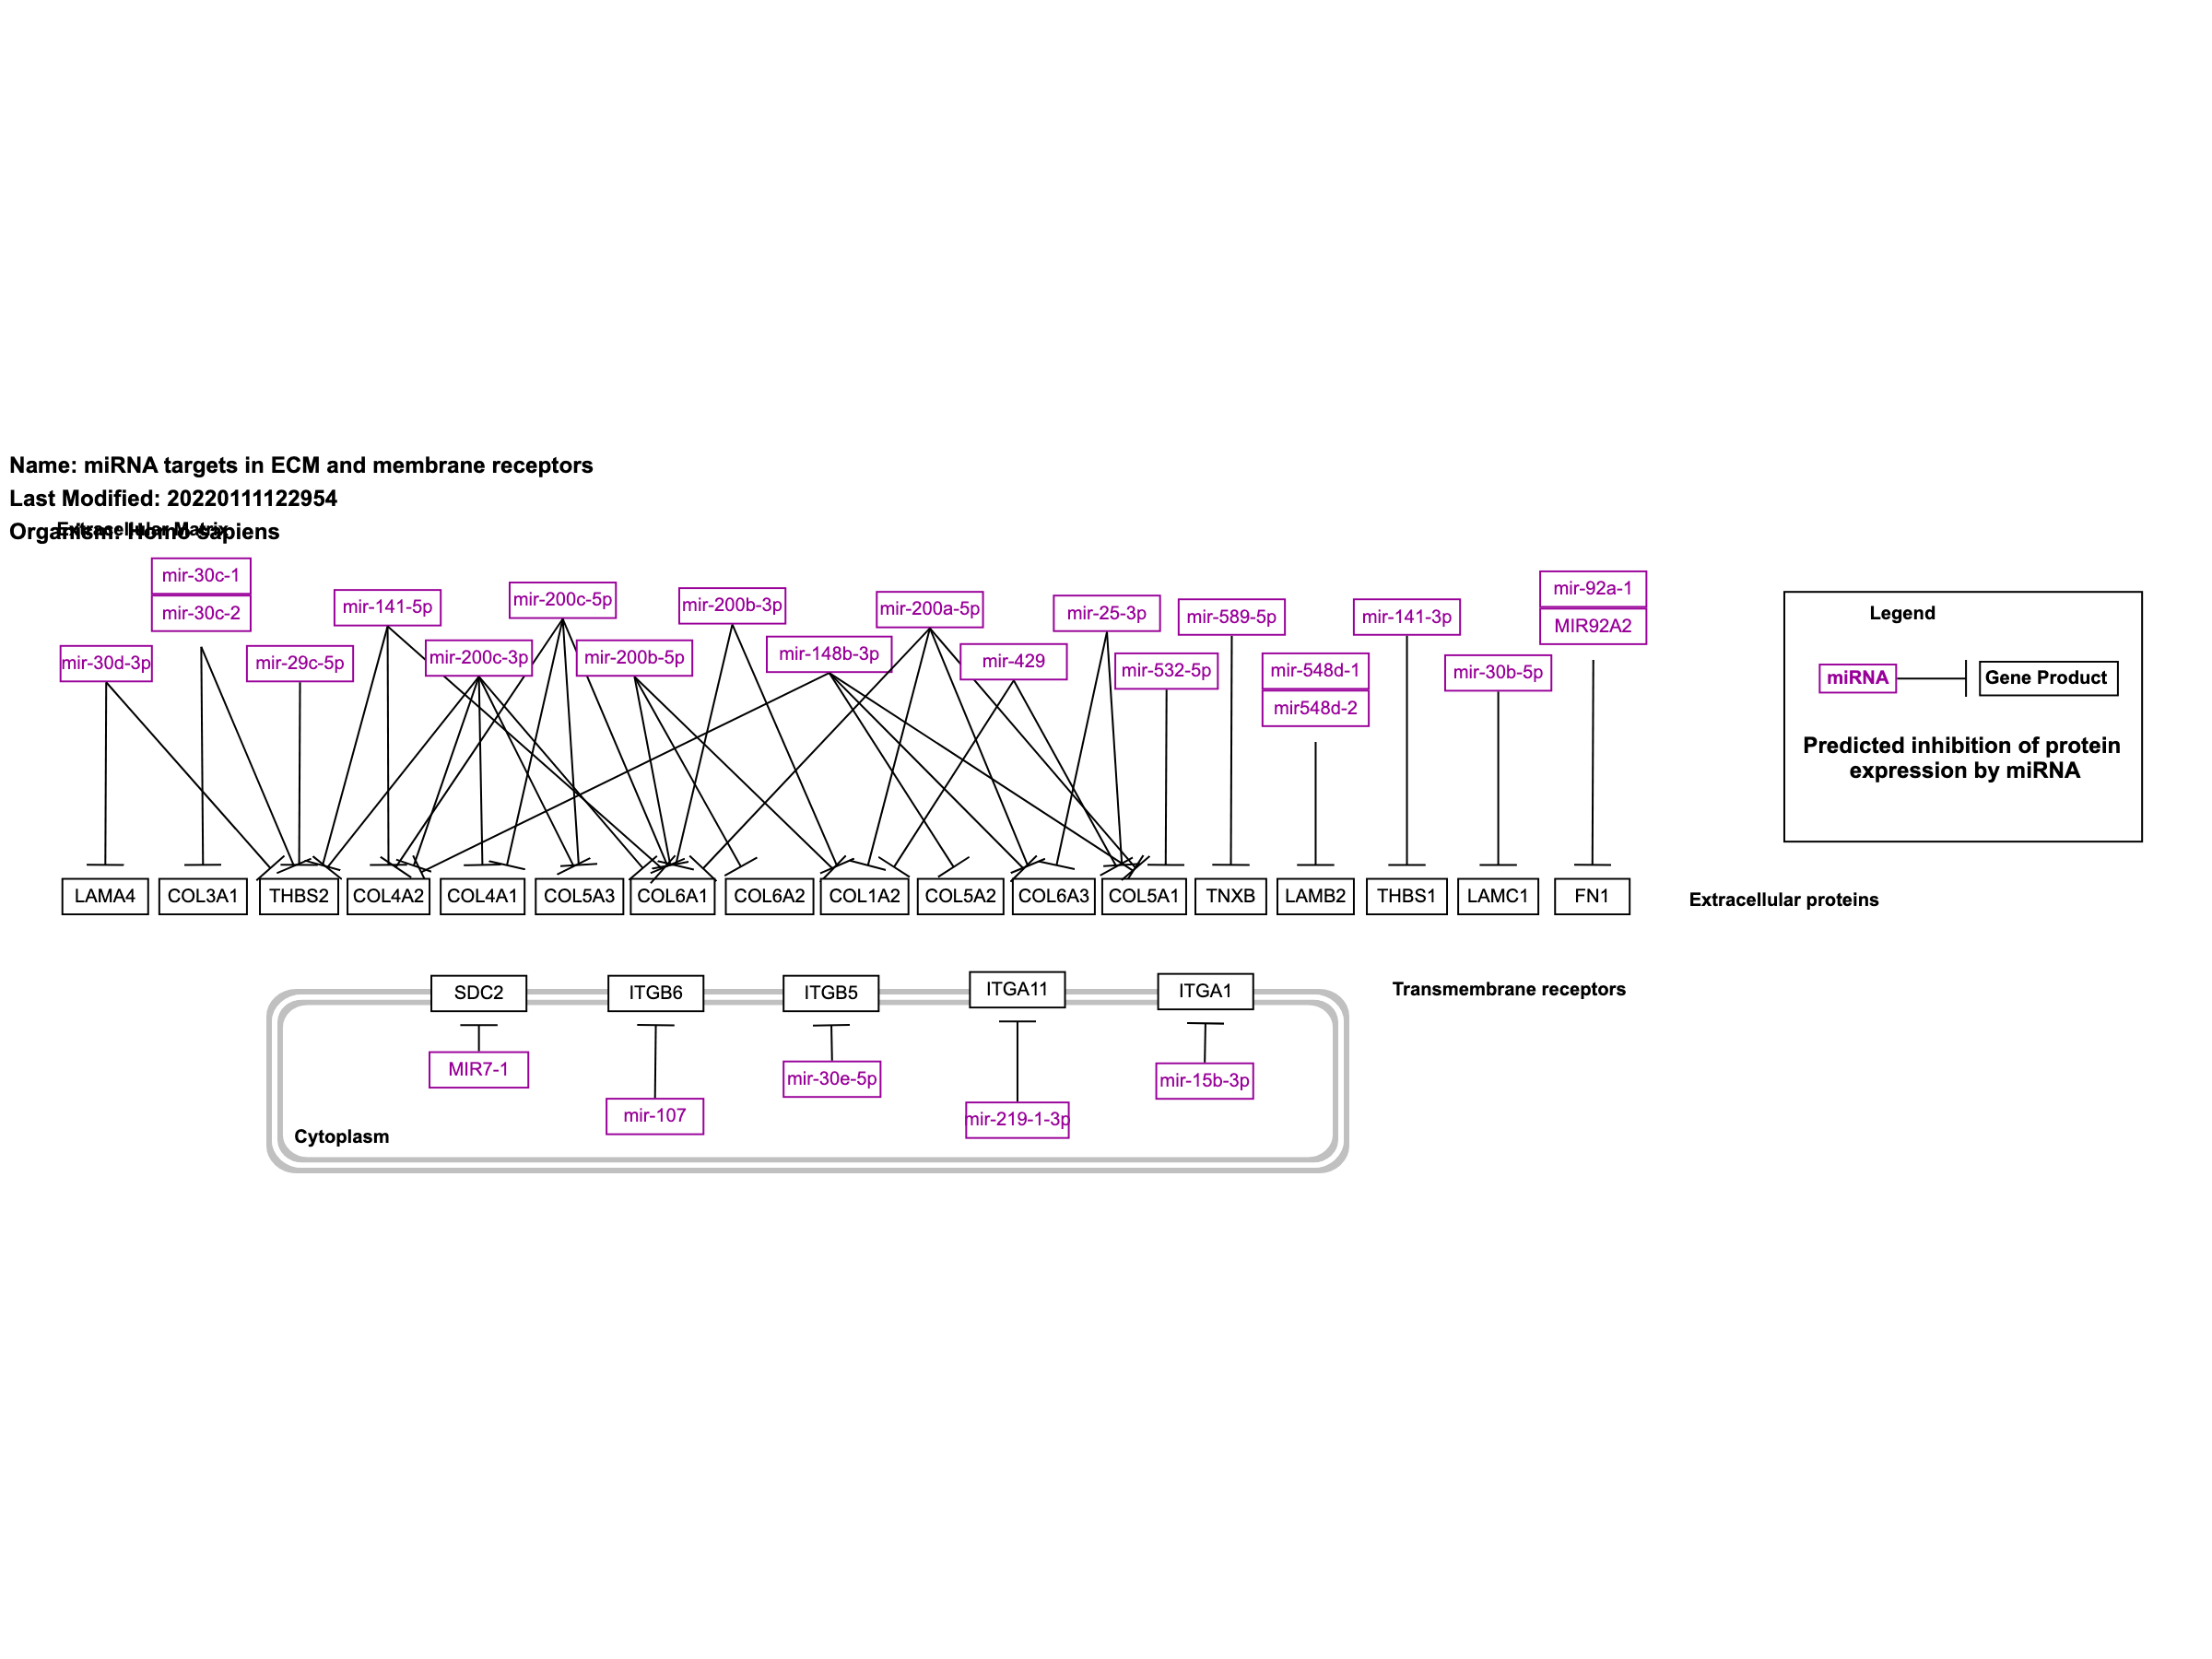 Name: miRNA targets in ECM and membrane receptors
Last Modified: 20220111122954
Organism: Homo sapiens
Extracellular Matrix
mir-30c-1
mir-30c-2
mir-141-5p
mir-200c-5p
mir-200b-3p
mir-200a-5p
mir-25-3p
mir-589-5p
mir-141-3p
mir-92a-1
MIR92A2
mir-30d-3p
mir-29c-5p
mir-200c-3p
mir-200b-5p
mir-148b-3p
mir-429
mir-532-5p
mir-548d-1
mir548d-2
mir-30b-5p
Legend
miRNA
Gene Product
Predicted inhibition of protein
expression by miRNA
LAMA4
COL3A1
THBS2
COL4A2
COL4A1
COL5A3
COL6A1
COL6A2
COL1A2
COL5A2
COL6A3
COL5A1
TNXB
LAMB2
THBS1
LAMC1
FN1
Extracellular proteins
SDC2
ITGB6
ITGB5
ITGA11
ITGA1
Transmembrane receptors
MIR7-1
mir-107
mir-30e-5p
mir-219-1-3p
mir-15b-3p
Cytoplasm